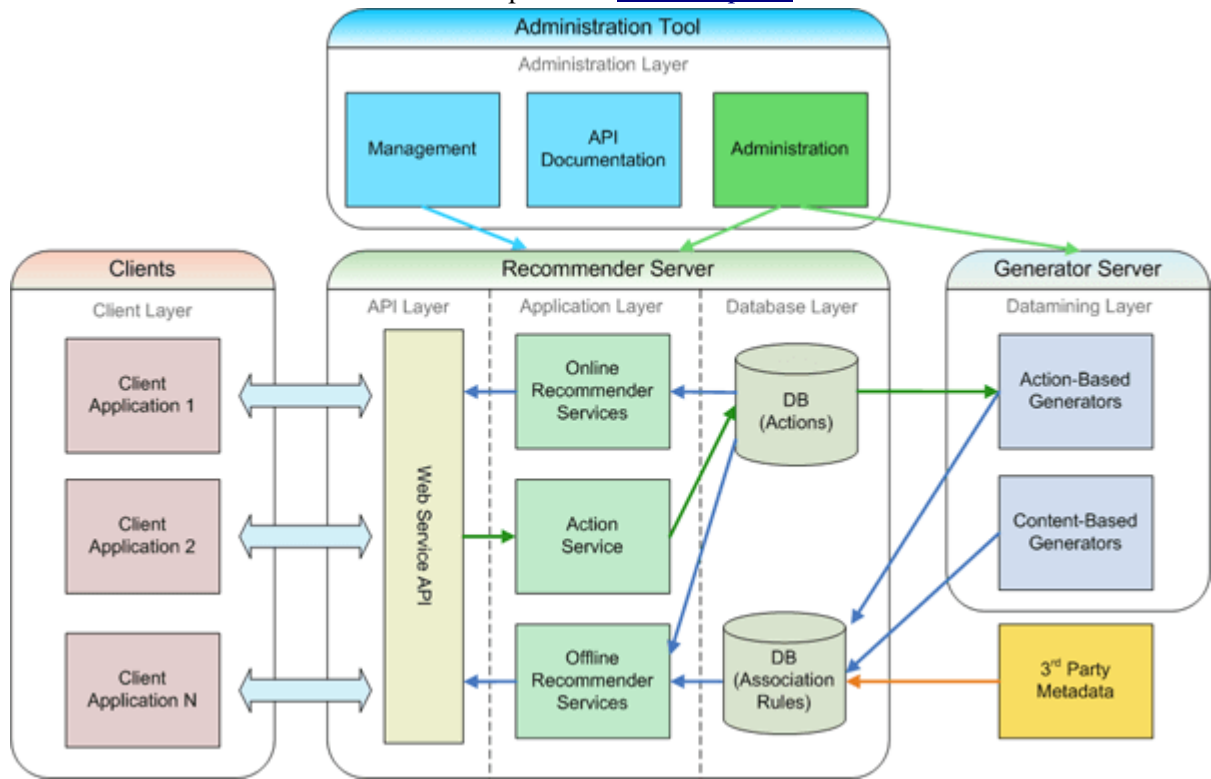 Administration Tool
Administration Layer
Management
API
Documentation
Administration
Clients
Client Layer
Client
Application 1
Client
Application 2
Client
Application N
Recommender Server
API Layer
Application Layer
Database Layer
Web Service API
Online
Recommender
Services
Action
Service
Offline
Recommender
Services
DB
(Actions)
DB
(Association
Rules)
Generator Server
Datamining Layer
Action-Based
Generators
Content-Based
Generators
3rd Party
Metadata